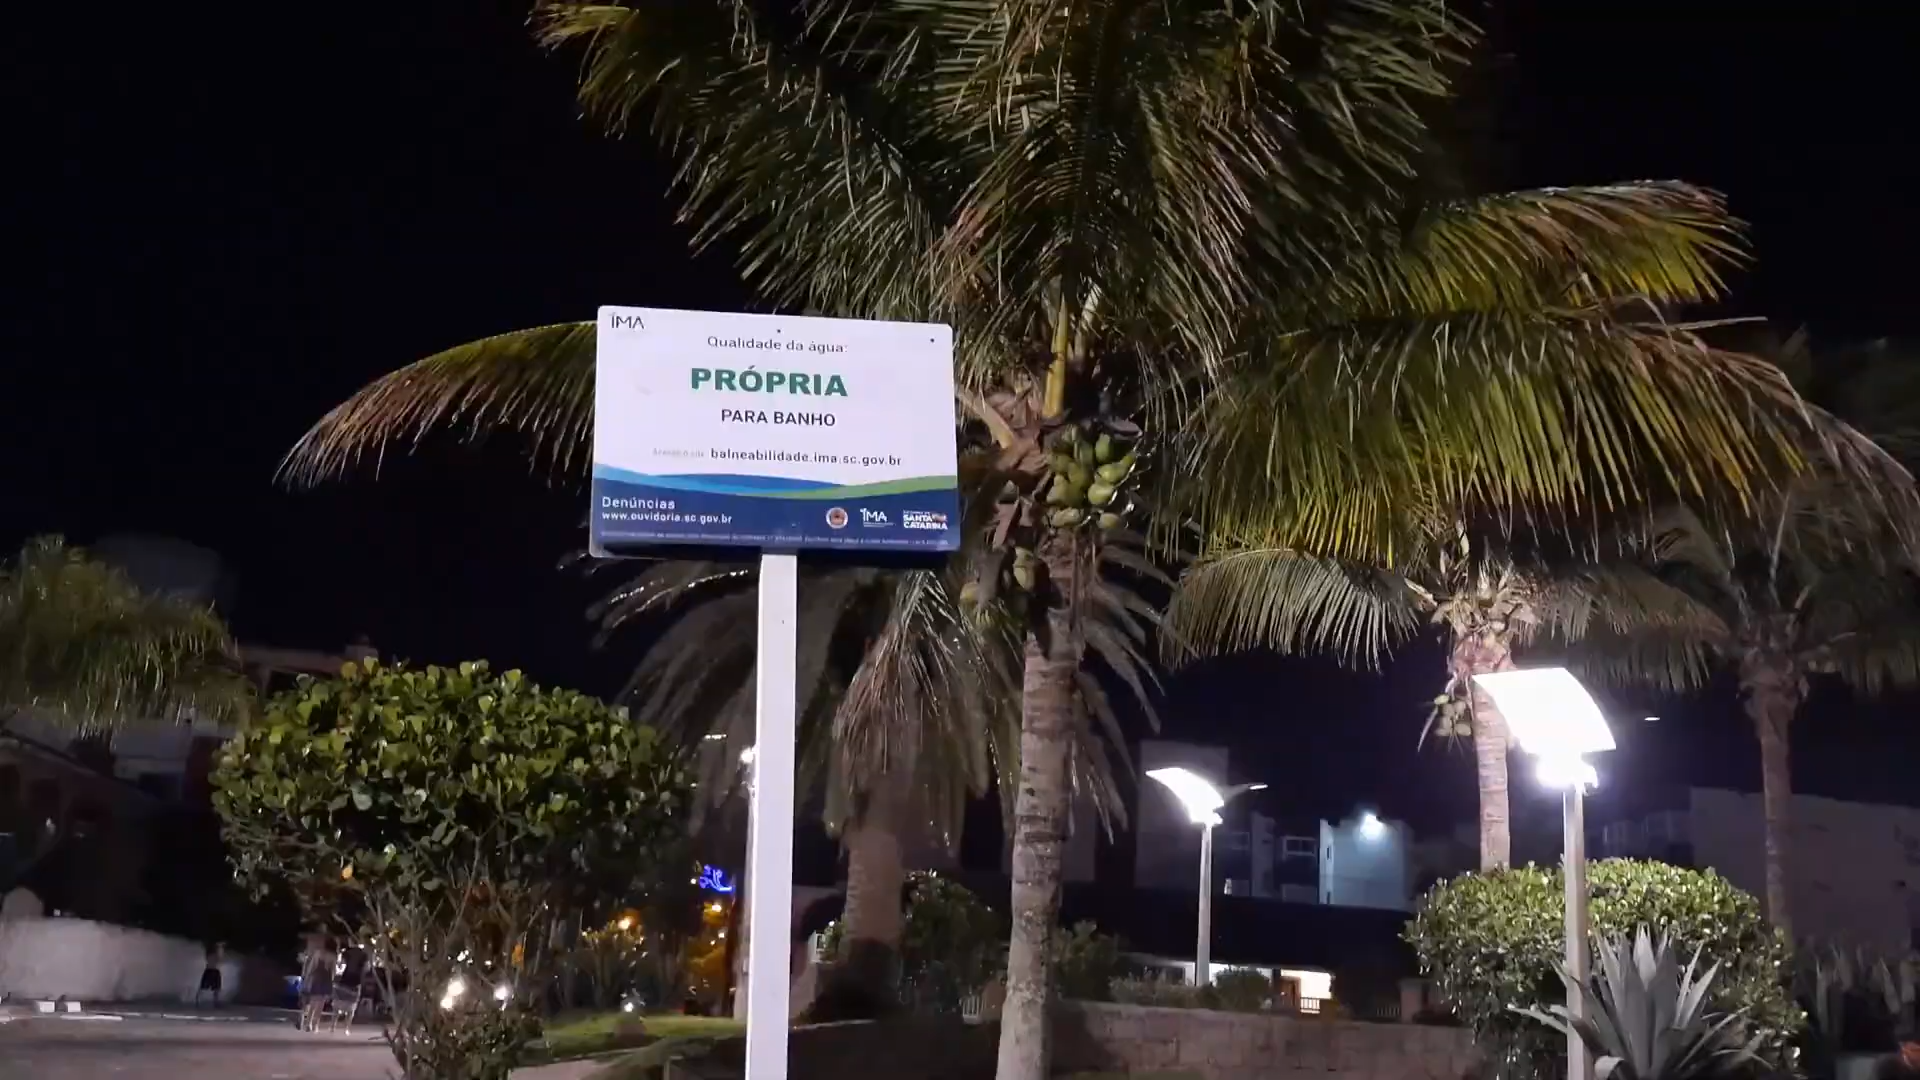 IMA
Qualidade da água:
PRÓPRIA
PARA BANHO
balneabilidade.ima.sc.gov.br
Denúncias
www.ouvidoria.sc.gov.br
IMA
SANTA
CATARINA